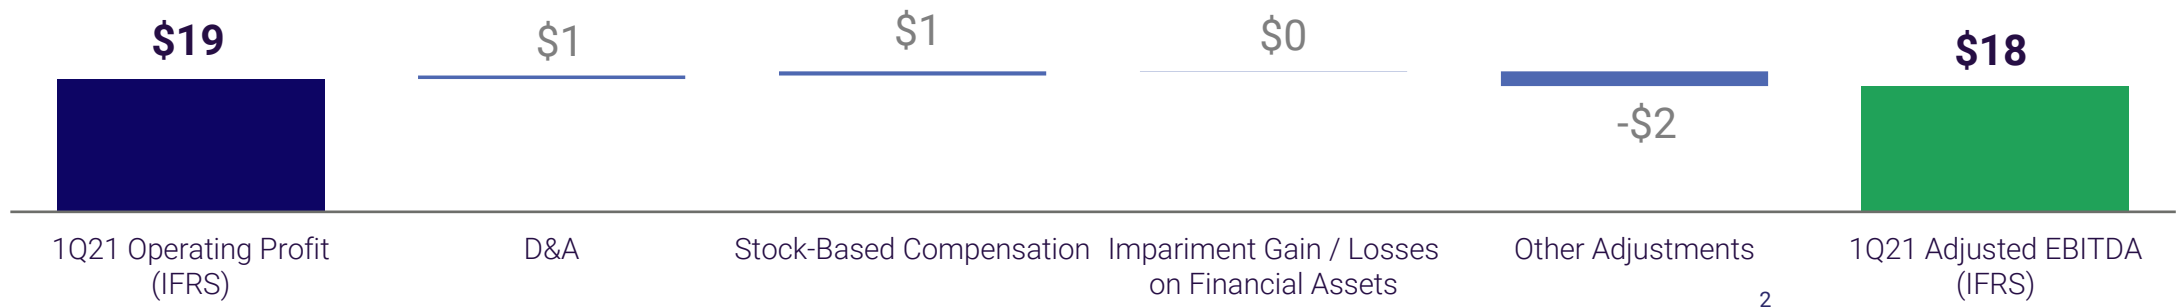 $19
$1
$1
$0
-$2
$18
1Q21 Operating Profit
(IFRS)
D&A
Stock-Based Compensation
Impariment Gain / Losses
on Financial Assets
Other Adjustments
2
1Q21 Adjusted EBITDA
(IFRS)